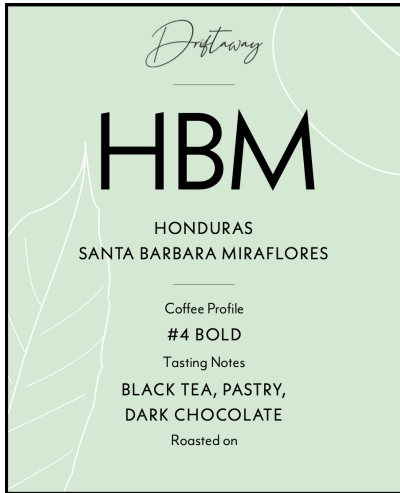 Driftaway
HBM
HONDURAS
SANTA BARBARA MIRAFLORES
Coffee Profile
#4 BOLD
Tasting Notes
BLACK TEA, PASTRY,
DARK CHOCOLATE
Roasted on